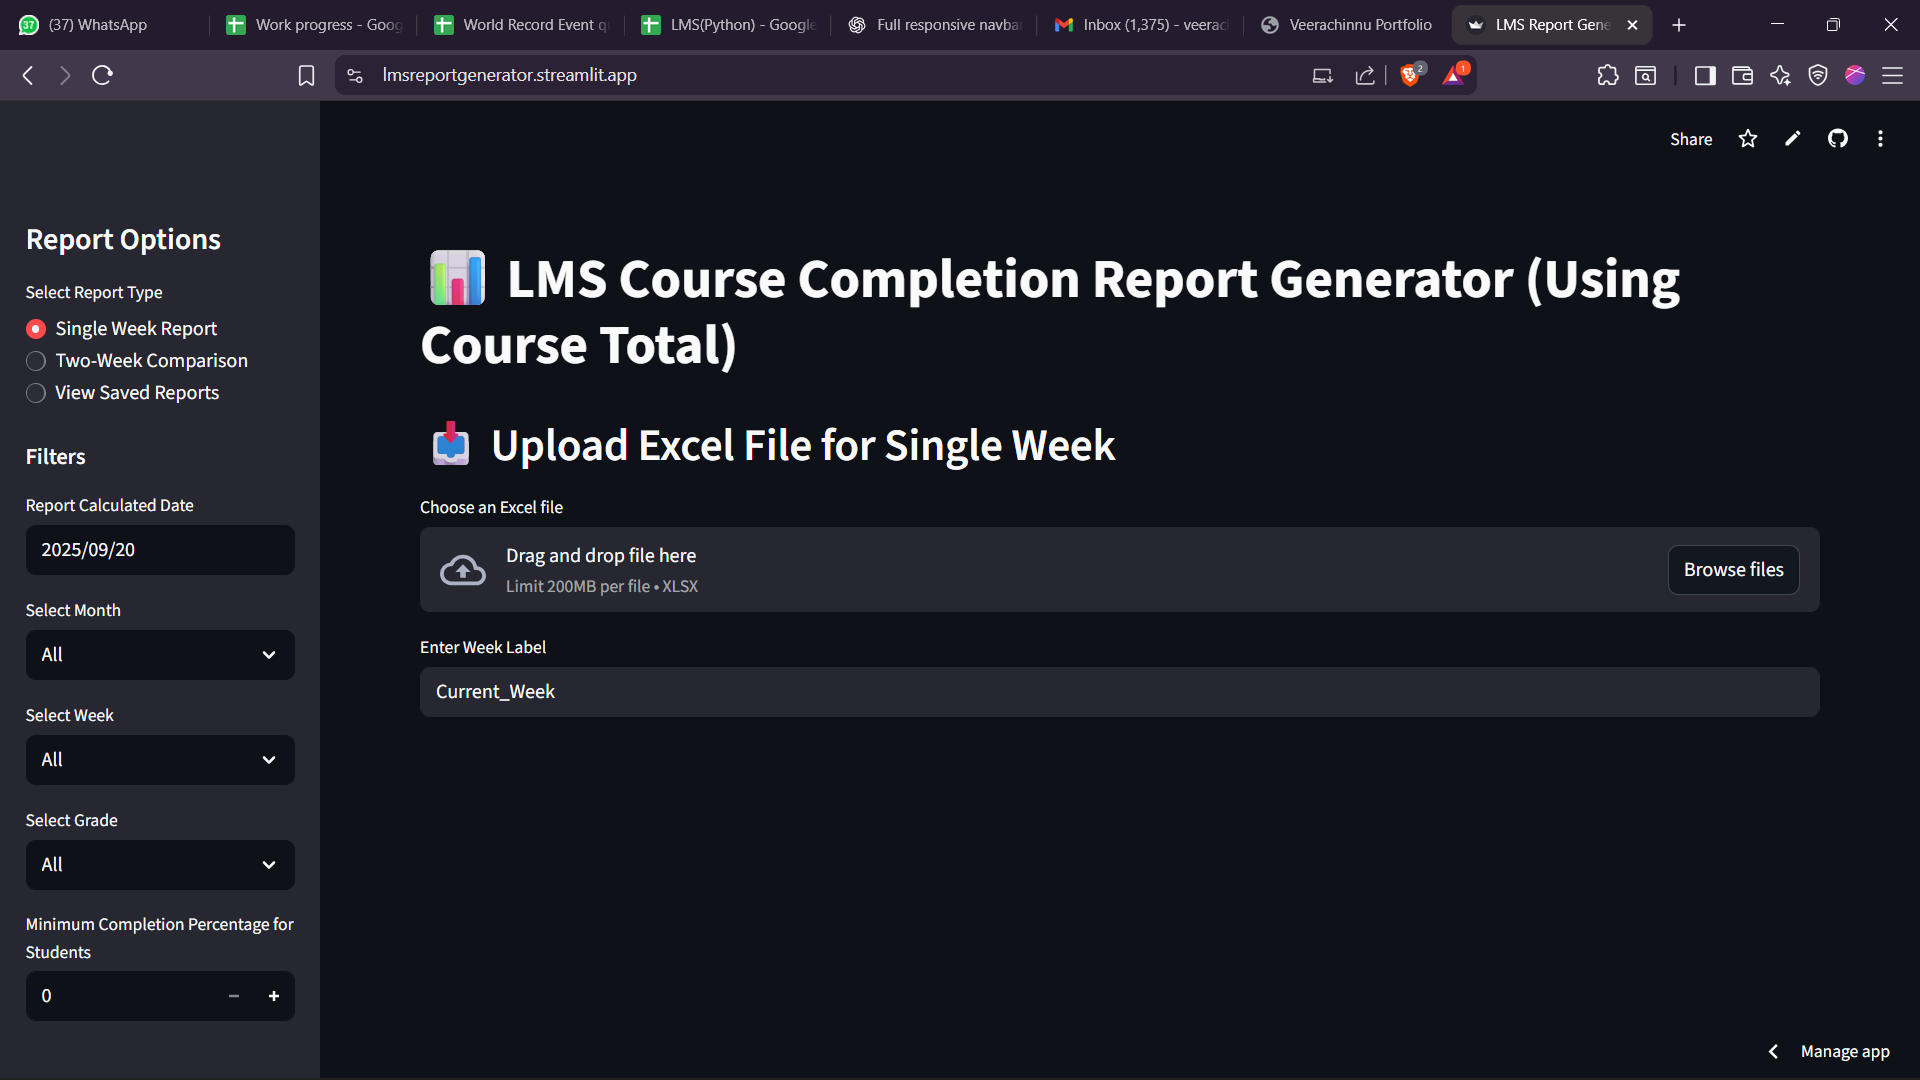 (37) WhatsApp
Work progress - Goog
World Record Event q
LMS(Python) - Google
Full responsive navba
Inbox (1,375) - veerac
Veerachinnu Portfolio
LMS Report Gene
lmsreportgenerator.streamlit.app
2
1
Share
Report Options
Select Report Type
Single Week Report
Two-Week Comparison
View Saved Reports
Filters
Report Calculated Date
2025/09/20
Select Month
All
Select Week
All
Select Grade
All
Minimum Completion Percentage for
Students
0
LMS Course Completion Report Generator (Using
Course Total)
Upload Excel File for Single Week
Choose an Excel file
Drag and drop file here
Limit 200MB per file • XLSX
Browse files
Enter Week Label
Current_Week
Manage app